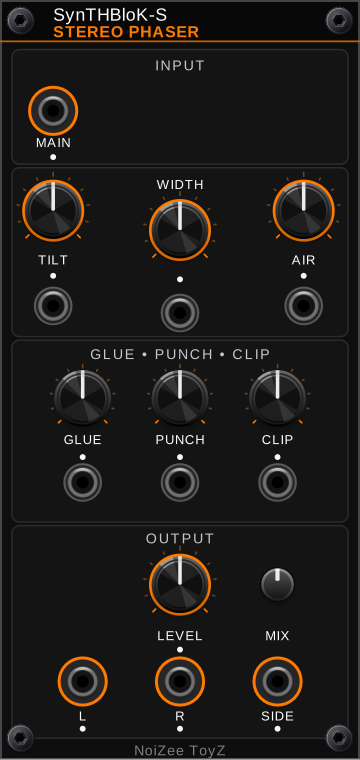 SynTHBloK-S
STEREO PHASER
INPUT
MAIN
WIDTH
TILT
AIR
GLUE • PUNCH • CLIP
GLUE PUNCH CLIP
OUTPUT
LEVEL MIX
L R SIDE
NoiZee ToyZ